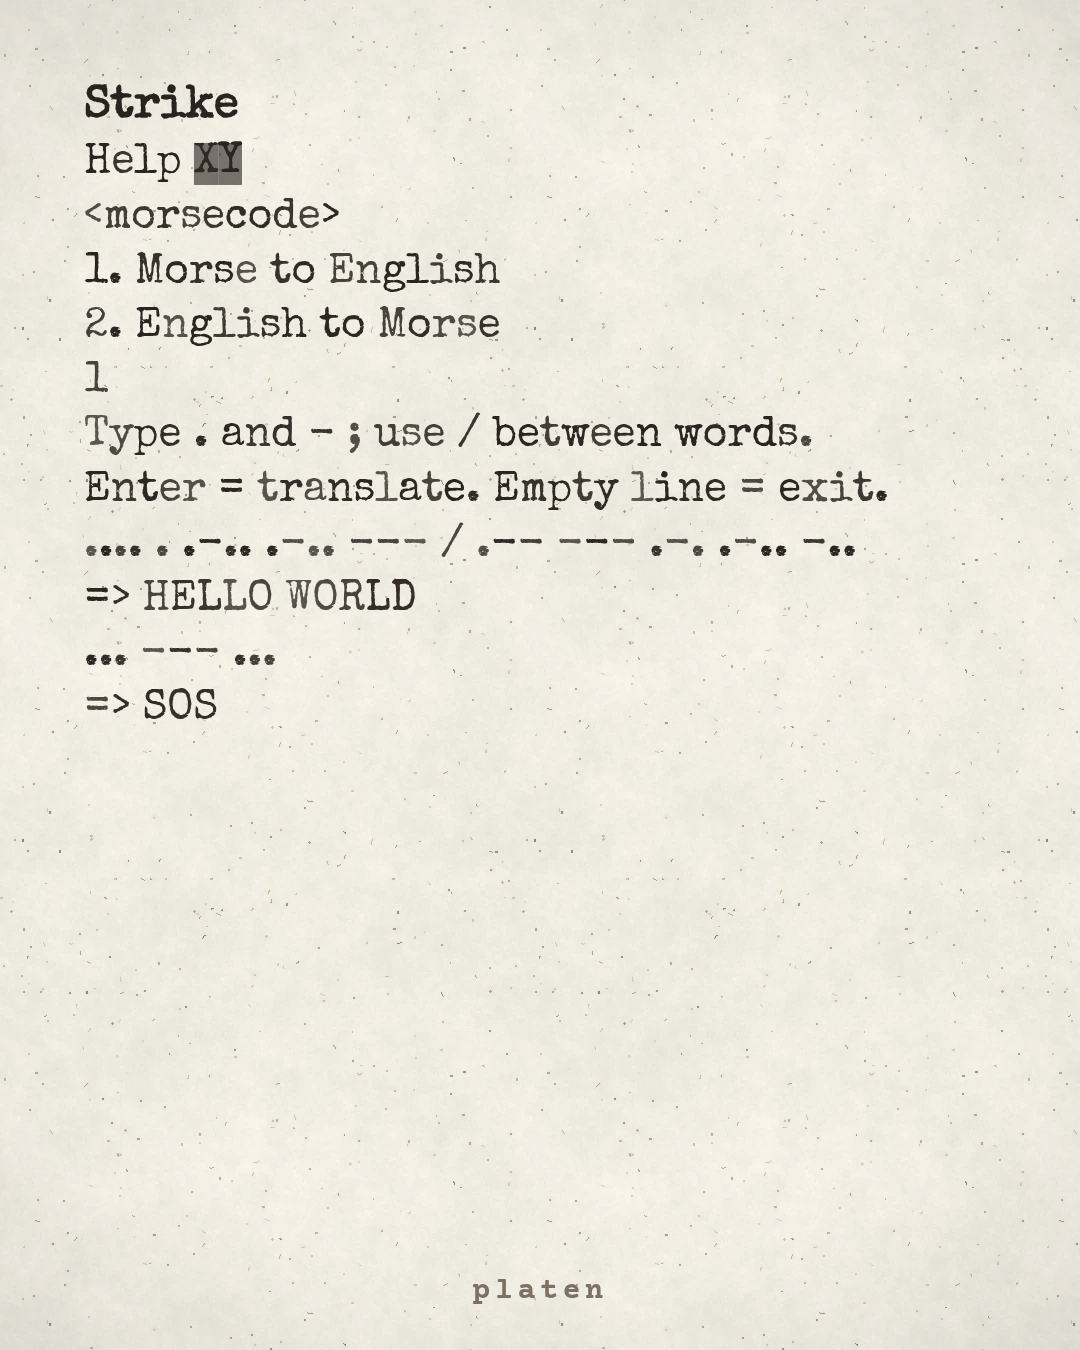 Strike
Help XY
<morsecode>
1. Morse to English
2. English to Morse
1
Type . and - ; use / between words.
Enter = translate. Empty line = exit.
.... . .-.. .-.. --- / .-- --- .-. .-.. -..
=> HELLO WORLD
... --- ...
=> SOS
platen